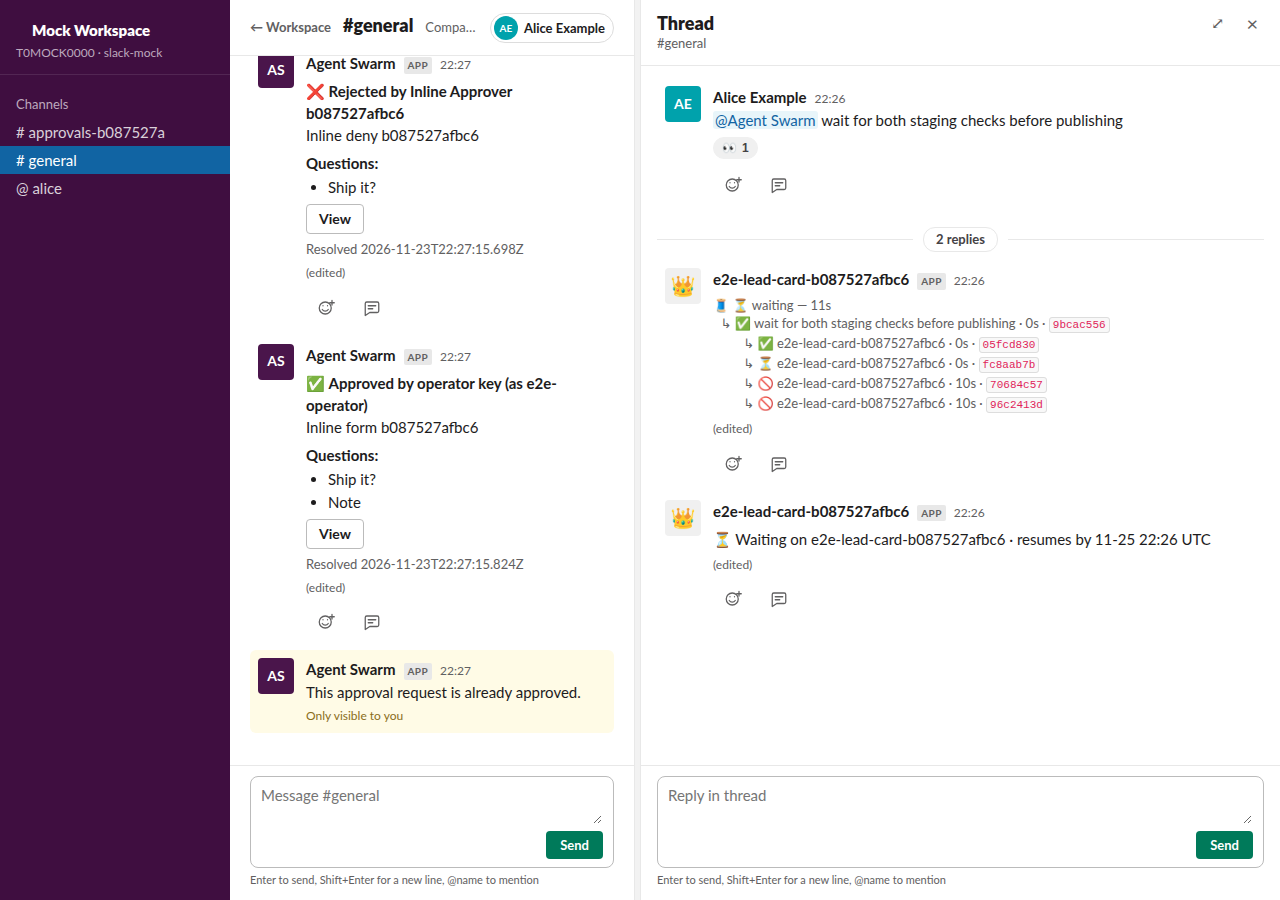 Mock Workspace
T0MOCK0000 · slack-mock
Channels
# approvals-b087527a
# general
@ alice
← Workspace #general Compa... AE Alice Example
AS Agent Swarm APP 22:27
❌ Rejected by Inline Approver
b087527afbc6
Inline deny b087527afbc6
Questions:
• Ship it?
View
Resolved 2026-11-23T22:27:15.698Z
(edited)
AS Agent Swarm APP 22:27
✅ Approved by operator key (as e2e-
operator)
Inline form b087527afbc6
Questions:
• Ship it?
• Note
View
Resolved 2026-11-23T22:27:15.824Z
(edited)
AS Agent Swarm APP 22:27
This approval request is already approved.
Only visible to you
Message #general
Send
Enter to send, Shift+Enter for a new line, @name to mention
Thread
#general
AE Alice Example 22:26
@Agent Swarm wait for both staging checks before publishing
👀 1
2 replies
e2e-lead-card-b087527afbc6 APP 22:26
🧵 ⏳ waiting — 11s
↳ ✅ wait for both staging checks before publishing · 0s · 9bcac556
↳ ✅ e2e-lead-card-b087527afbc6 · 0s · 05fcd830
↳ ⏳ e2e-lead-card-b087527afbc6 · 0s · fc8aab7b
↳ 🚫 e2e-lead-card-b087527afbc6 · 10s · 70684c57
↳ 🚫 e2e-lead-card-b087527afbc6 · 10s · 96c2413d
(edited)
e2e-lead-card-b087527afbc6 APP 22:26
⏳ Waiting on e2e-lead-card-b087527afbc6 · resumes by 11-25 22:26 UTC
(edited)
Reply in thread
Send
Enter to send, Shift+Enter for a new line, @name to mention